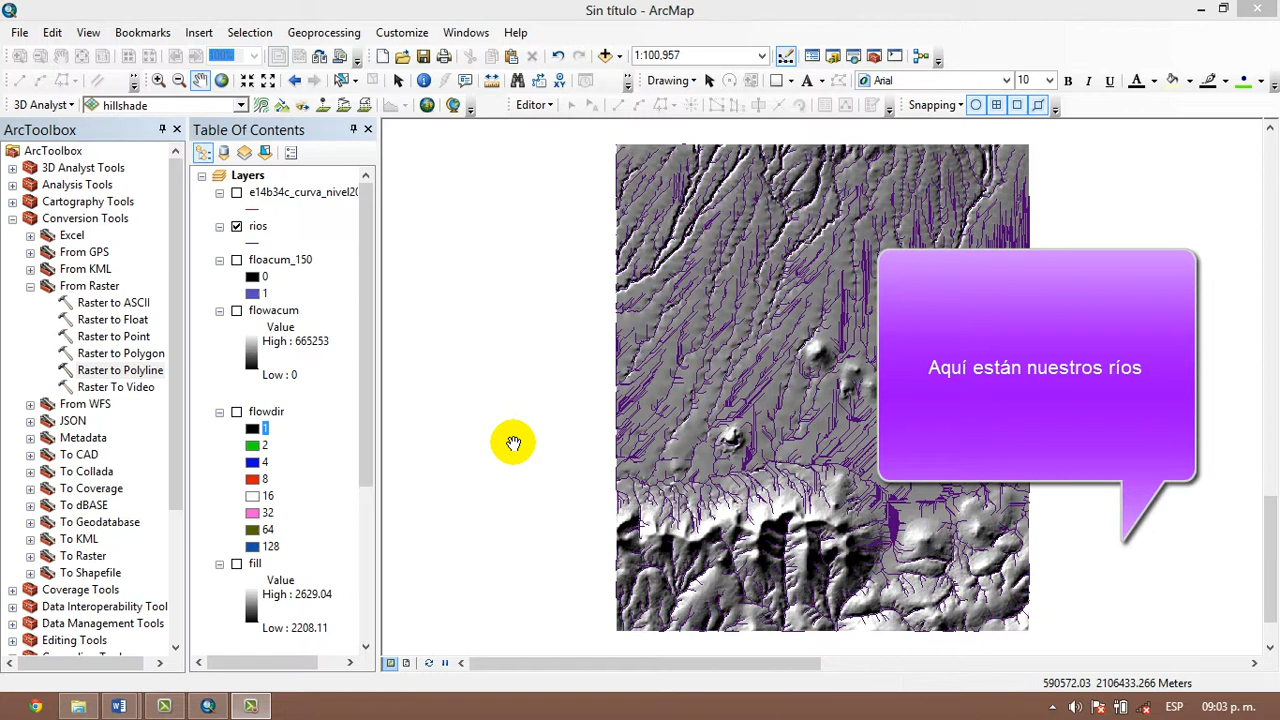 Sin título - ArcMap
File Edit View Bookmarks Insert Selection Geoprocessing Customize Windows Help
100% 1:100,957
Drawing Arial 10 B I U A
3D Analyst hillshade Editor Snapping
ArcToolbox
ArcToolbox
3D Analyst Tools
Analysis Tools
Cartography Tools
Conversion Tools
Excel
From GPS
From KML
From Raster
Raster to ASCII
Raster to Float
Raster to Point
Raster to Polygon
Raster to Polyline
Raster To Video
From WFS
JSON
Metadata
To CAD
To Collada
To Coverage
To dBASE
To Geodatabase
To KML
To Raster
To Shapefile
Coverage Tools
Data Interoperability Tool
Data Management Tools
Editing Tools
Table Of Contents
Layers
e14b34c_curva_nivel20
rios
floacum_150
0
1
flowacum
Value
High : 665253
Low : 0
flowdir
1
2
4
8
16
32
64
128
fill
Value
High : 2629.04
Low : 2208.11
Aquí están nuestros ríos
590572.03 2106433.266 Meters
ESP 09:03 p. m.